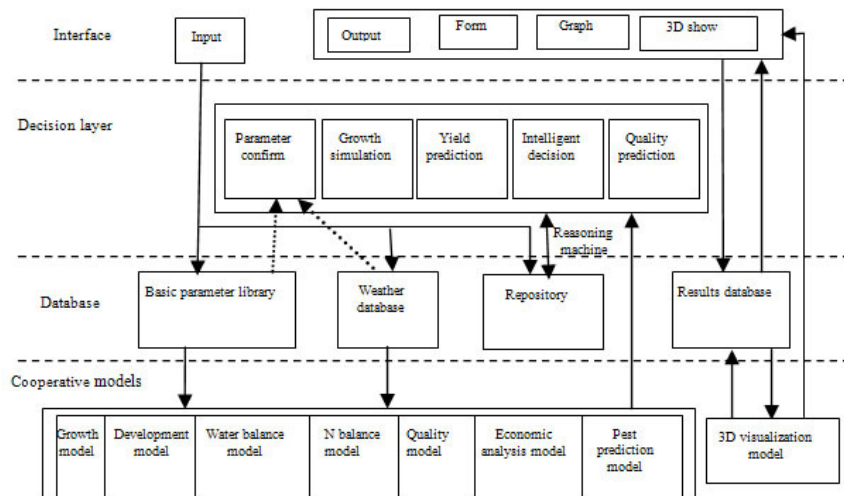 Interface
Input
Output
Form
Graph
3D show
Decision layer
Parameter
confirm
Growth
simulation
Yield
prediction
Intelligent
decision
Quality
prediction
Reasoning
machine
Database
Basic parameter library
Weather
database
Repository
Results database
Cooperative models
Growth
model
Development
model
Water balance
model
N balance
model
Quality
model
Economic
analysis model
Pest
prediction
model
3D visualization
model